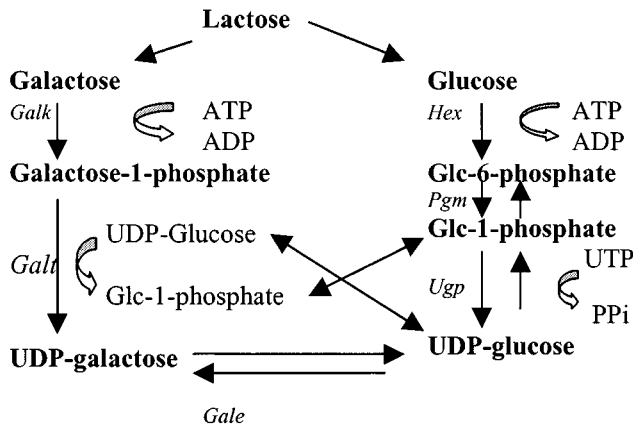 Lactose
Galactose
Glucose
Galk
ATP
Hex
ATP
ADP
ADP
Galactose-1-phosphate
Glc-6-phosphate
Pgm
Glc-1-phosphate
UDP-Glucose
Galt
UTP
Glc-1-phosphate
Ugp
PPi
UDP-galactose
UDP-glucose
Gale